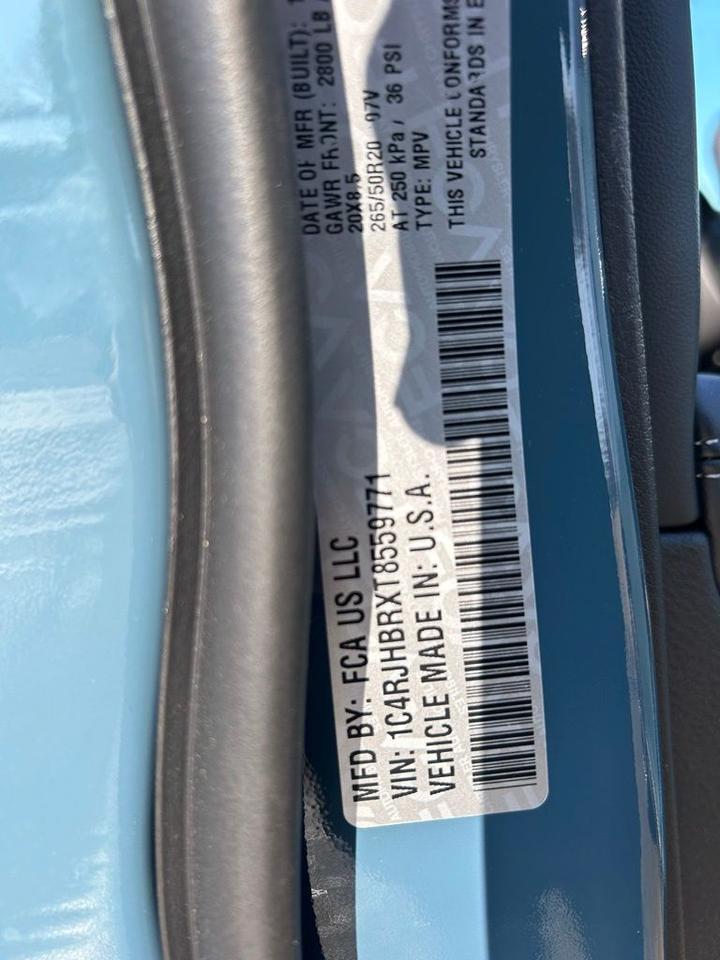 MFD BY: FCA US LLC
VIN: 1C4RJHBRXT8559771
VEHICLE MADE IN: U.S.A.
DATE OF MFR (BUILT):
GAWR FRONT: 2800 LB
20X8.5
265/50R20
AT 250 kPa / 36 PSI
TYPE: MPV
THIS VEHICLE CONFORMS
STANDARDS IN